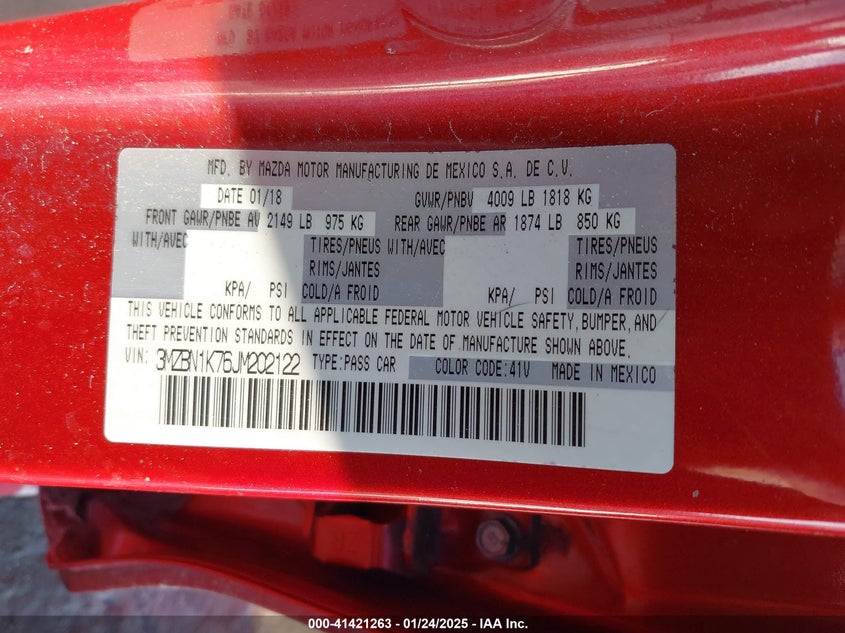 MFD. BY MAZDA MOTOR MANUFACTURING DE MEXICO S.A. DE C.V.
DATE 01/18 GVWR/PNBV 4009 LB 1818 KG
FRONT GAWR/PNBE AV 2149 LB 975 KG REAR GAWR/PNBE AR 1874 LB 850 KG
WITH/AVEC TIRES/PNEUS WITH/AVEC TIRES/PNEUS
RIMS/JANTES RIMS/JANTES
KPA/ PSI COLD/A FROID KPA/ PSI COLD/A FROID
THIS VEHICLE CONFORMS TO ALL APPLICABLE FEDERAL MOTOR VEHICLE SAFETY, BUMPER, AND
THEFT PREVENTION STANDARDS IN EFFECT ON THE DATE OF MANUFACTURE SHOWN ABOVE.
VIN: 3MZBN1K76JM202122 TYPE:PASS CAR COLOR CODE:41V MADE IN MEXICO
000-41421263 - 01/24/2025 - IAA Inc.